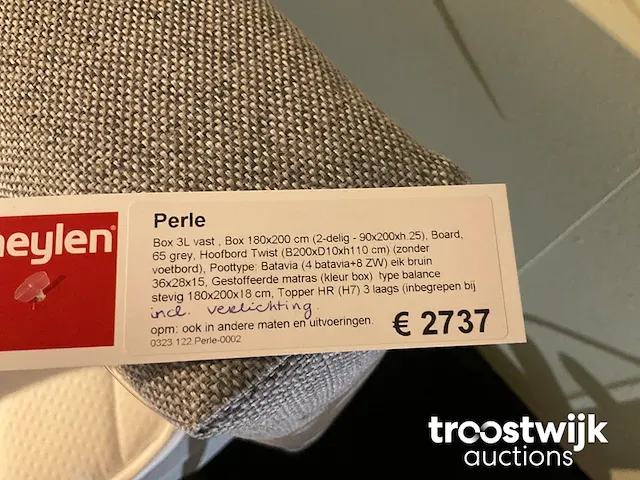 heylen®
Perle
Box 3L vast , Box 180x200 cm (2-delig - 90x200xh.25), Board,
65 grey, Hoofbord Twist (B200xD10xh110 cm) (zonder
voetbord), Poottype: Batavia (4 batavia+8 ZW) eik bruin
36x28x15, Gestoffeerde matras (kleur box) type balance
stevig 180x200x18 cm, Topper HR (H7) 3 laags (inbegrepen bij
incl. verlichting
opm: ook in andere maten en uitvoeringen.
€ 2737
0323 122 Perle-0002
troostwijk
auctions